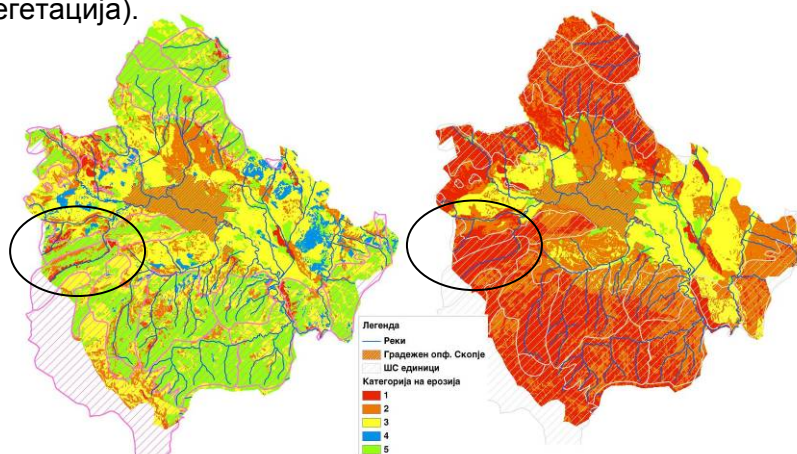 егетација).
Легенда
Реки
Градежен опф. Скопје
ШС единици
Категорија на ерозија
1
2
3
4
5